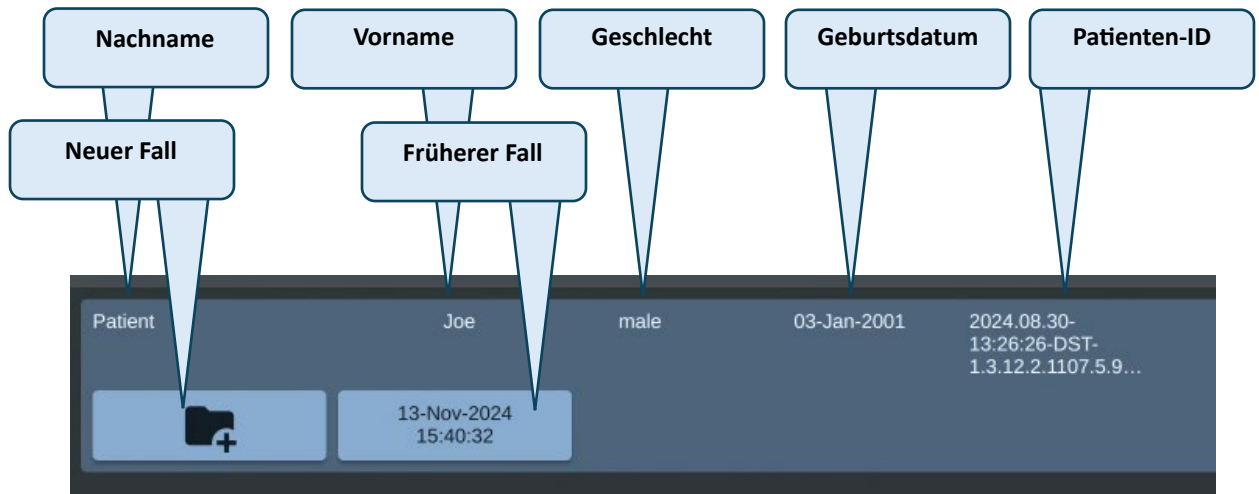 Nachname
Vorname
Geschlecht
Geburtsdatum
Patienten-ID
Neuer Fall
Früherer Fall
Patient
Joe
male
03-Jan-2001
2024.08.30-
13:26:26-DST-
1.3.12.2.1107.5.9...
13-Nov-2024
15:40:32